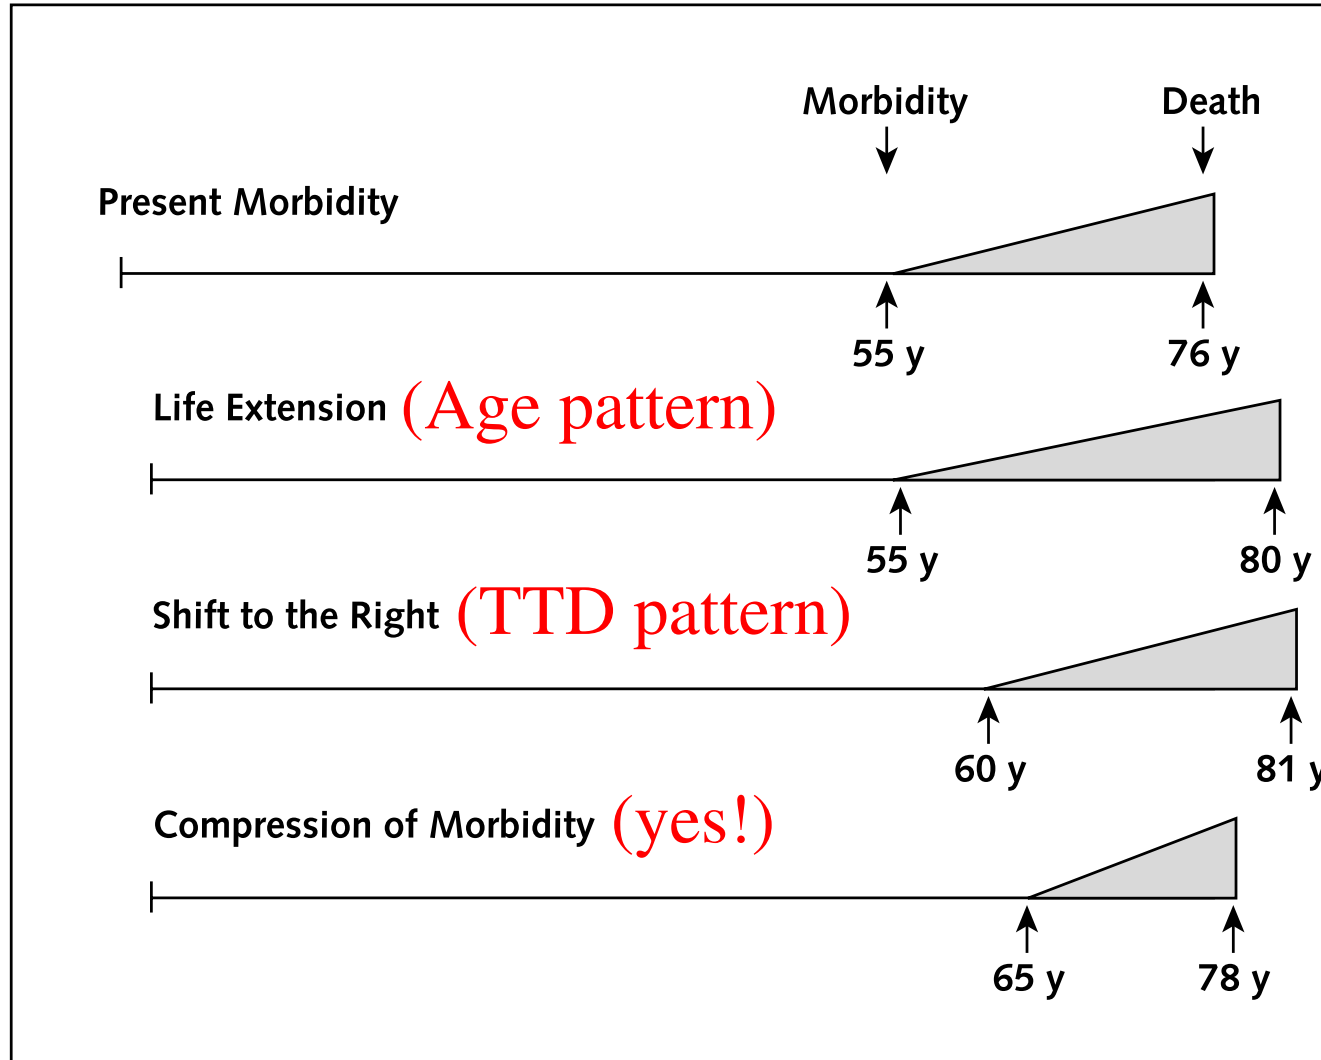 Morbidity Death
Present Morbidity
55 y 76 y
Life Extension (Age pattern)
55 y 80 y
Shift to the Right (TTD pattern)
60 y 81 y
Compression of Morbidity (yes!)
65 y 78 y